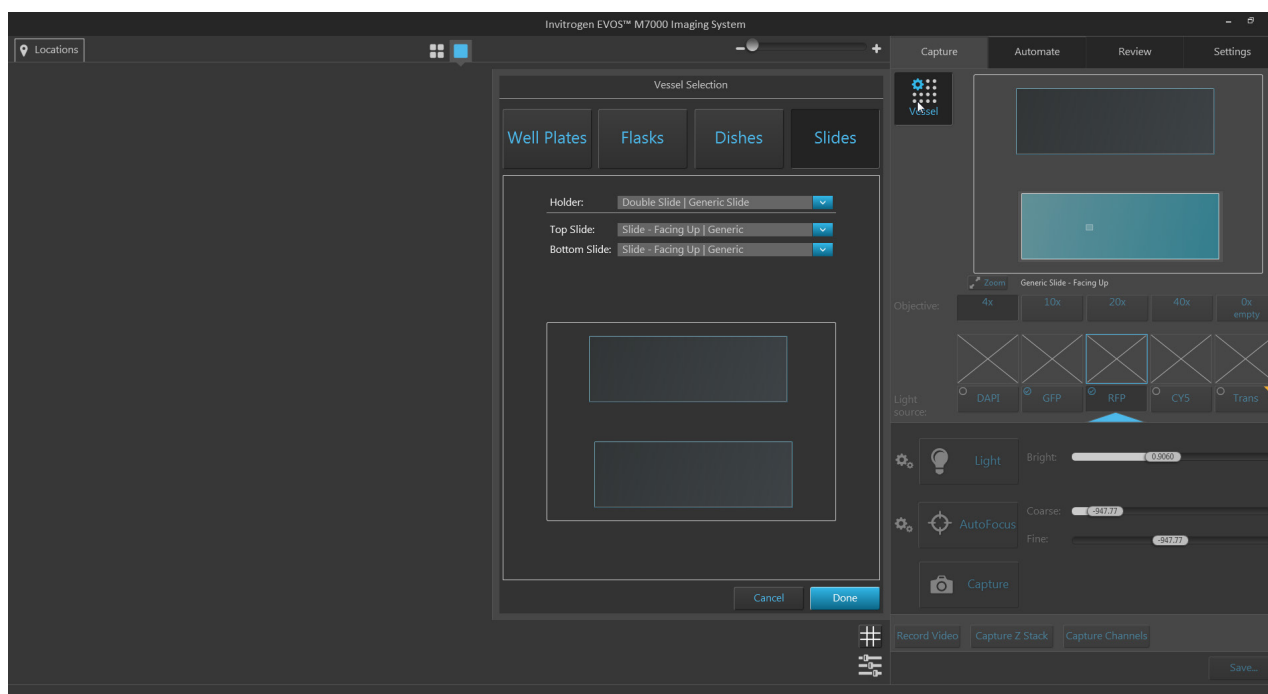 Invitrogen EVOS™ M7000 Imaging System
Locations
Capture Automate Review Settings
Vessel Selection
Vessel
Well Plates Flasks Dishes Slides
Holder: Double Slide | Generic Slide
Top Slide: Slide - Facing Up | Generic
Bottom Slide: Slide - Facing Up | Generic
Cancel Done
Zoom Generic Slide - Facing Up
Objective: 4x 10x 20x 40x 0x
empty
Light
source:
DAPI GFP RFP CY5 Trans
Light Bright: 0.9060
AutoFocus Coarse: -947.77
Fine: -947.77
Capture
Record Video Capture Z Stack Capture Channels
Save...